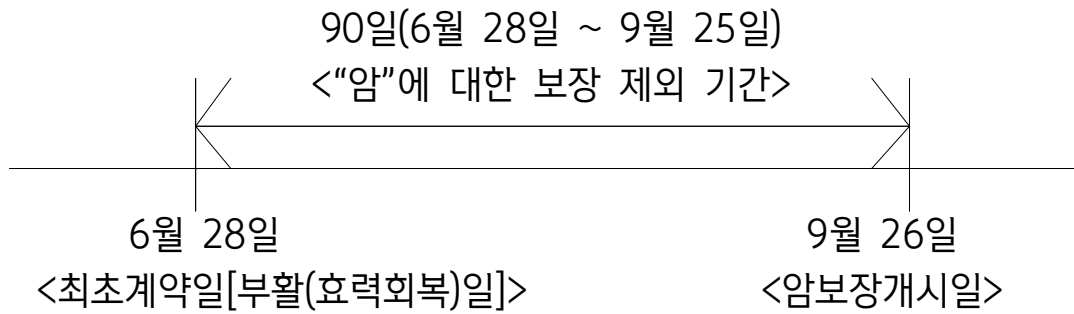 90일(6월 28일 ~ 9월 25일)
<“암”에 대한 보장 제외 기간>
6월 28일
<최초계약일[부활(효력회복)일]>
9월 26일
<암보장개시일>